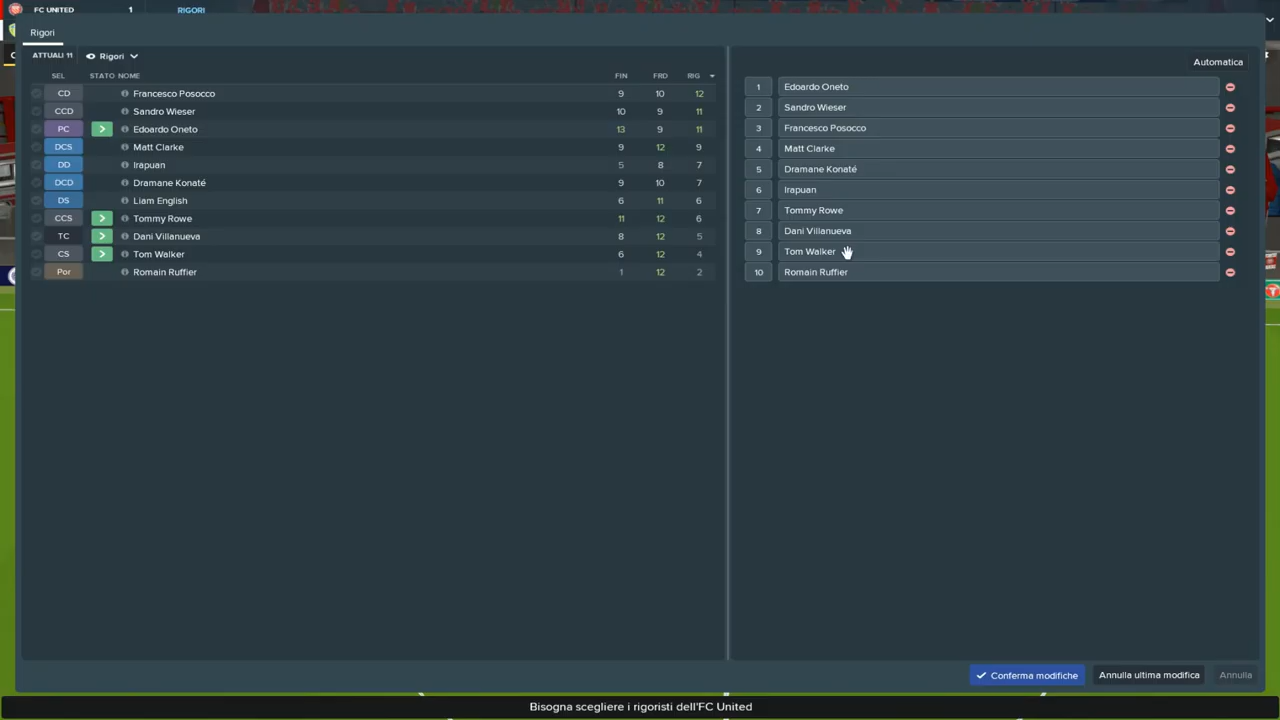 FC UNITED 1 RIGORI
Rigori
ATTUALI 11 Rigori
SEL STATO NOME FIN FRD RIG
CD Francesco Posocco 9 10 12
CCD Sandro Wieser 10 9 11
PC Edoardo Oneto 13 9 11
DCS Matt Clarke 9 12 9
DD Irapuan 5 8 7
DCD Dramane Konaté 9 10 7
DS Liam English 6 11 6
CCS Tommy Rowe 11 12 6
TC Dani Villanueva 8 12 5
CS Tom Walker 6 12 4
Por Romain Ruffier 1 12 2
Automatica
1 Edoardo Oneto
2 Sandro Wieser
3 Francesco Posocco
4 Matt Clarke
5 Dramane Konaté
6 Irapuan
7 Tommy Rowe
8 Dani Villanueva
9 Tom Walker
10 Romain Ruffier
Conferma modifiche Annulla ultima modifica Annulla
Bisogna scegliere i rigoristi dell'FC United